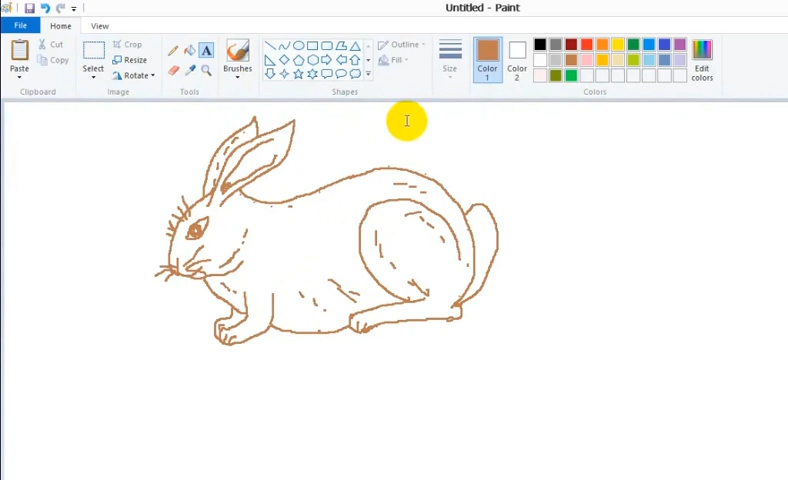 Untitled - Paint
File Home View
Cut
Copy
Paste
Clipboard
Crop
Resize
Rotate
Select
Image
A
Tools
Brushes
Outline
Fill
Shapes
Size
Color
1
Color
2
Edit
colors
Colors